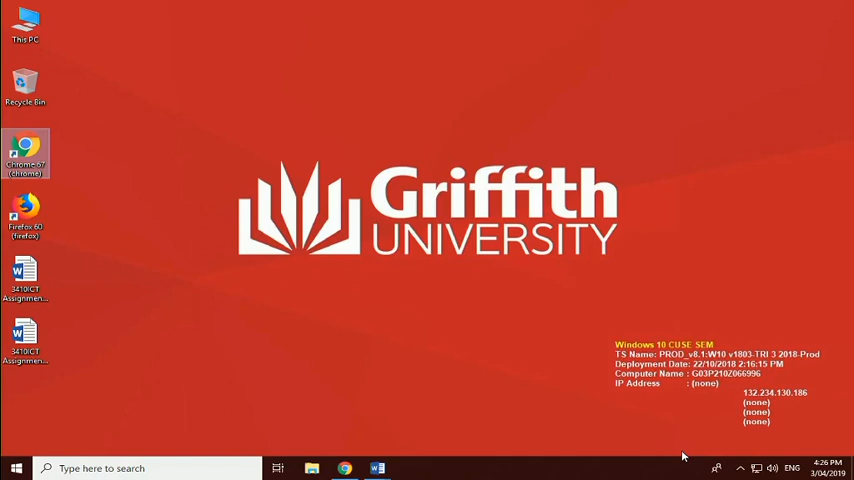 This PC
Recycle Bin
Chrome 67
(chrome)
Firefox 60
(firefox)
3410ICT
Assignmen...
3410ICT
Assignmen...
Griffith
UNIVERSITY
Windows 10 CUSE SEM
TS Name: PROD_v8.1:W10 v1803-TRI 3 2018-Prod
Deployment Date: 22/10/2018 2:16:15 PM
Computer Name : G03P210Z066996
IP Address : (none)
132.234.130.186
(none)
(none)
(none)
Type here to search
ENG
4:26 PM
3/04/2019